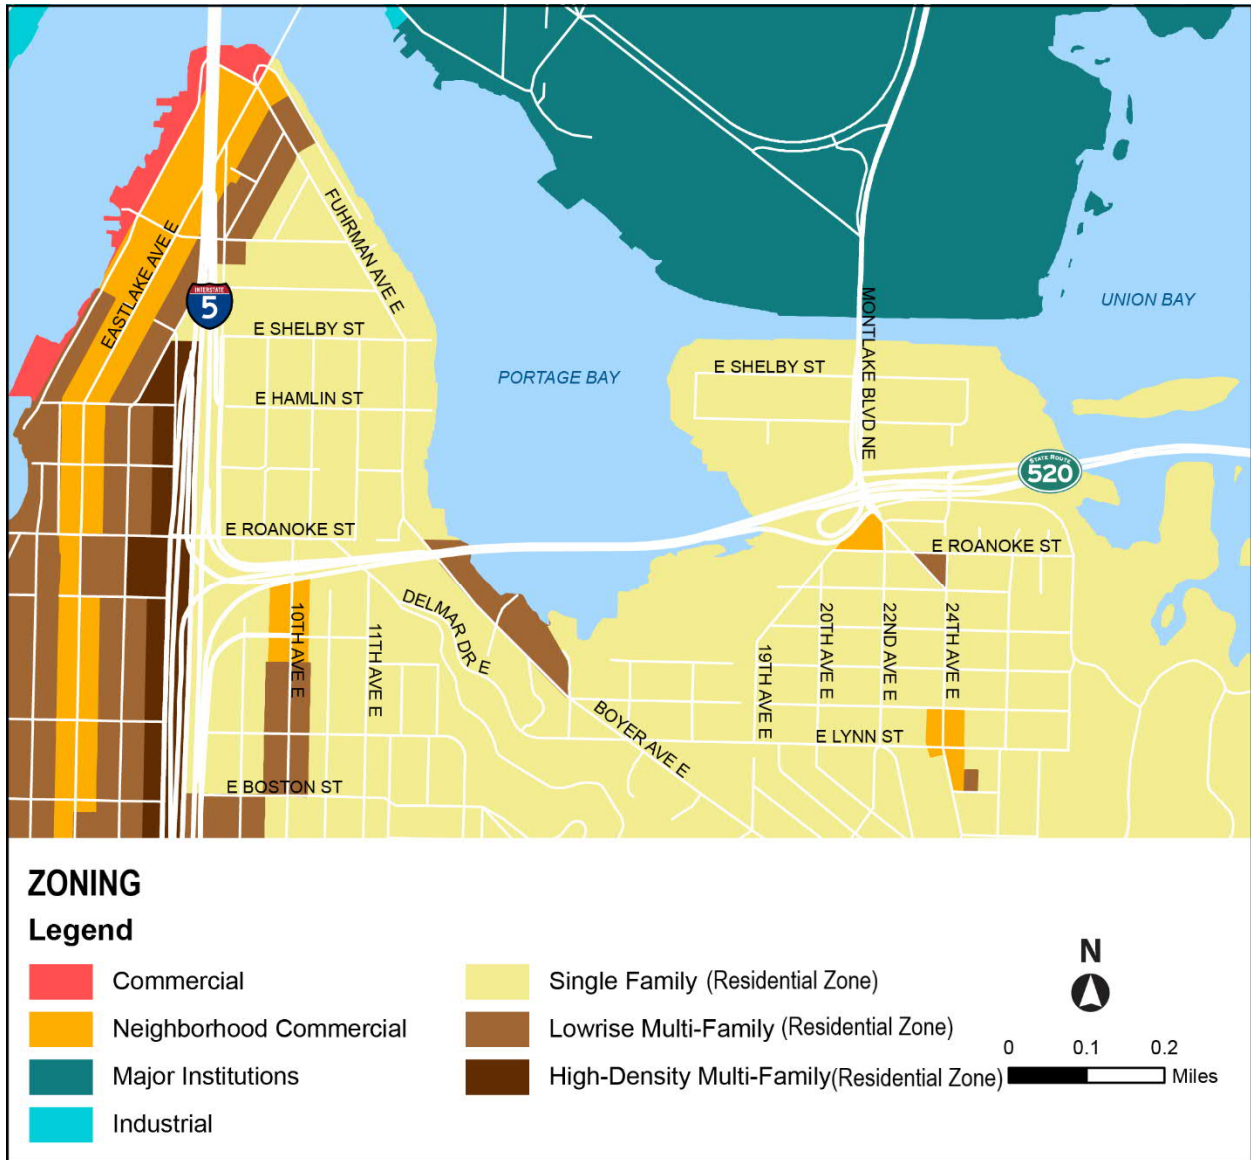 EASTLAKE AVE E
FUHRMAN AVE E
INTERSTATE
5
E SHELBY ST
E HAMLIN ST
PORTAGE BAY
E SHELBY ST
MONTLAKE BLVD NE
UNION BAY
STATE ROUTE
520
E ROANOKE ST
E ROANOKE ST
10TH AVE E
11TH AVE E
DELMAR DR E
BOYER AVE E
19TH AVE E
20TH AVE E
22ND AVE E
24TH AVE E
E LYNN ST
E BOSTON ST
ZONING
Legend
Commercial
Neighborhood Commercial
Major Institutions
Industrial
Single Family (Residential Zone)
Lowrise Multi-Family (Residential Zone)
High-Density Multi-Family(Residential Zone)
N
0 0.1 0.2
Miles